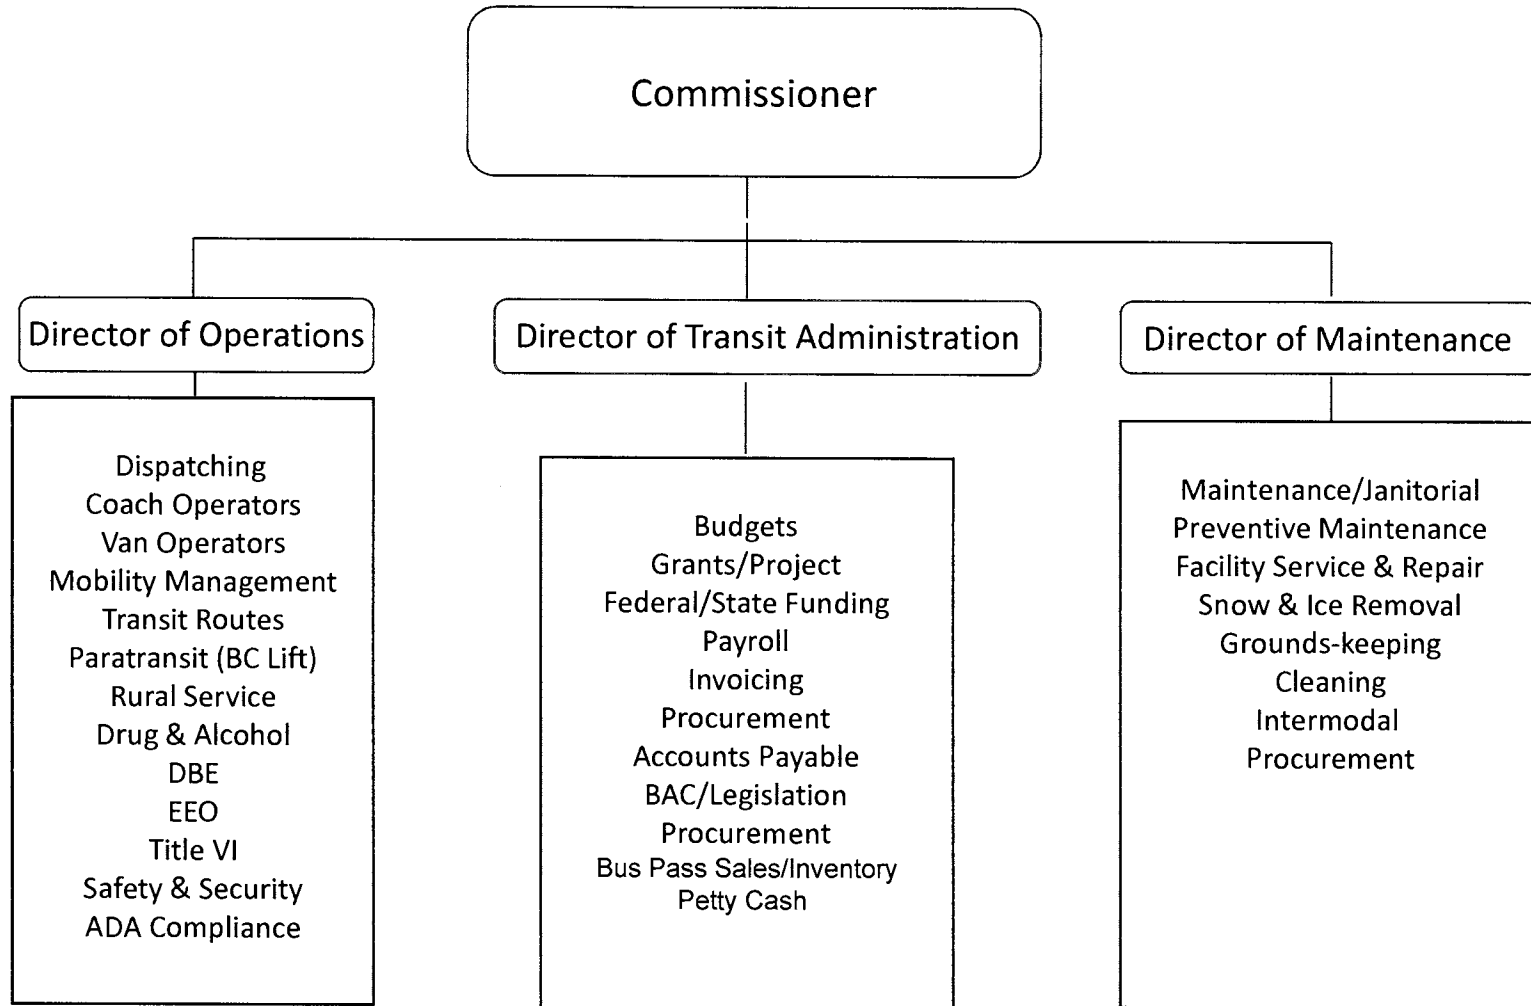 Commissioner
Director of Operations
Dispatching
Coach Operators
Van Operators
Mobility Management
Transit Routes
Paratransit (BC Lift)
Rural Service
Drug & Alcohol
DBE
EEO
Title VI
Safety & Security
ADA Compliance
Director of Transit Administration
Budgets
Grants/Project
Federal/State Funding
Payroll
Invoicing
Procurement
Accounts Payable
BAC/Legislation
Procurement
Bus Pass Sales/Inventory
Petty Cash
Director of Maintenance
Maintenance/Janitorial
Preventive Maintenance
Facility Service & Repair
Snow & Ice Removal
Grounds-keeping
Cleaning
Intermodal
Procurement